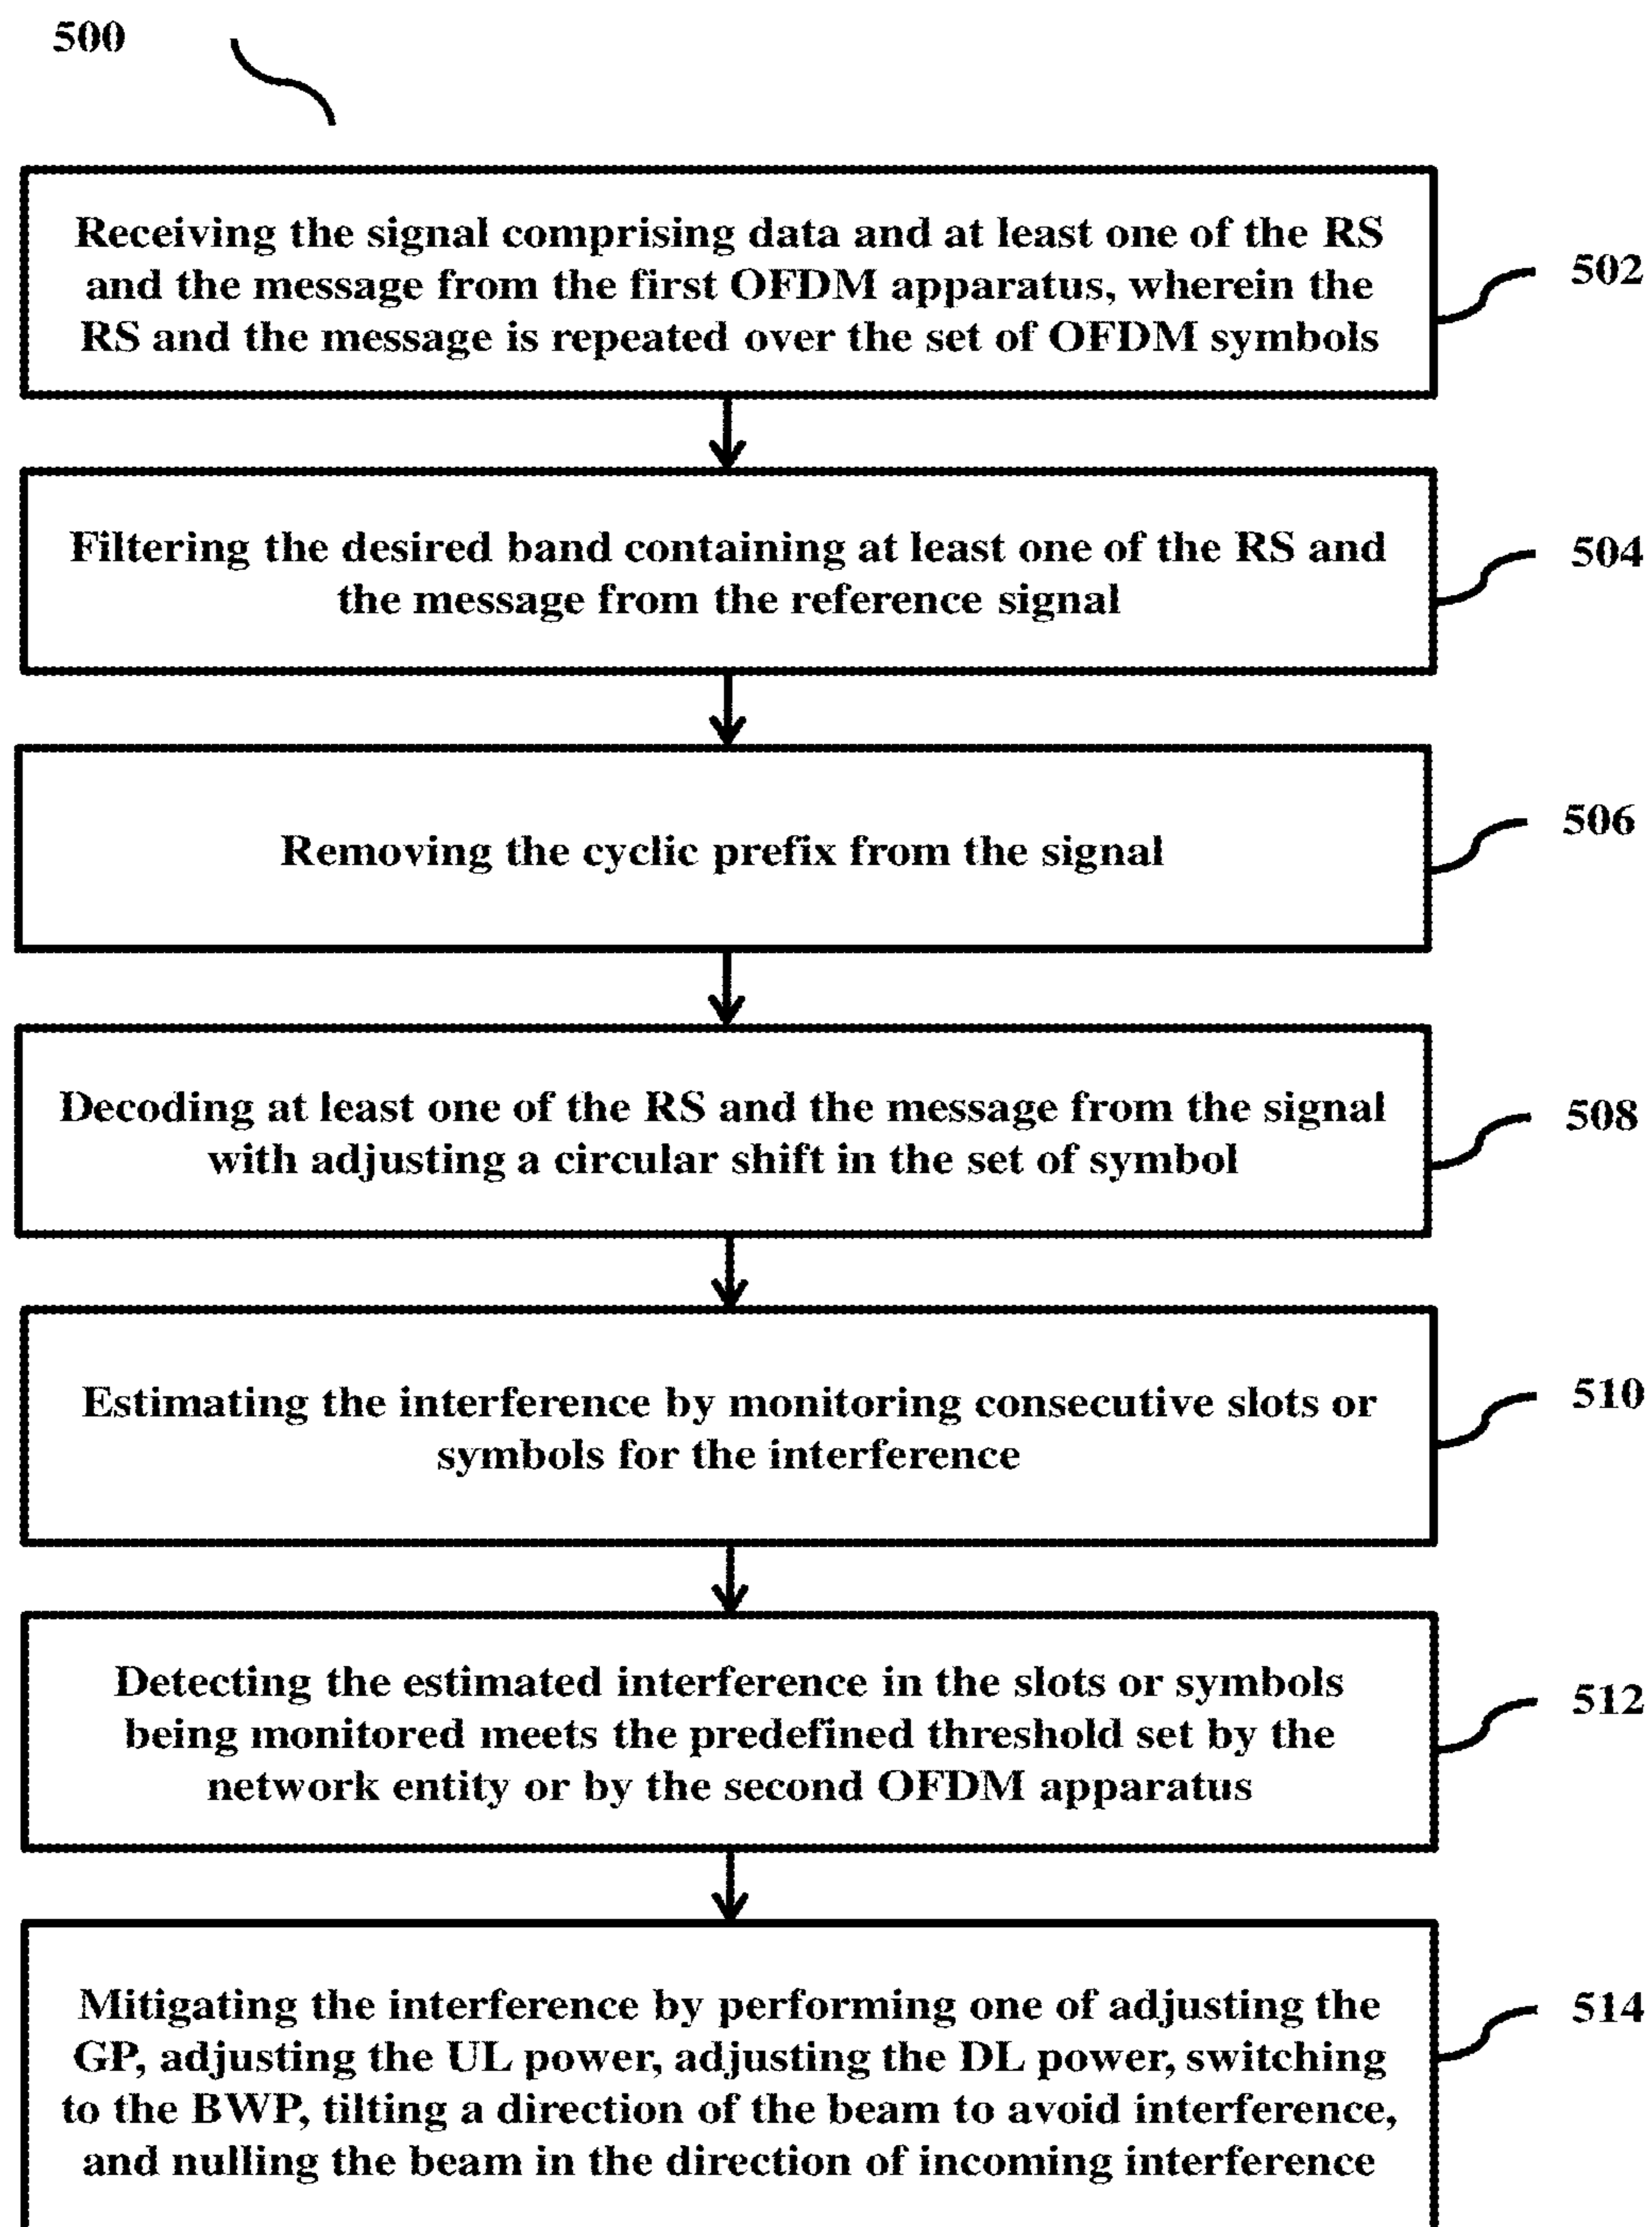 500
Receiving the signal comprising data and at least one of the RS
and the message from the first OFDM apparatus, wherein the
RS and the message is repeated over the set of OFDM symbols
502
Filtering the desired band containing at least one of the RS and
the message from the reference signal
504
Removing the cyclic prefix from the signal
506
Decoding at least one of the RS and the message from the signal
with adjusting a circular shift in the set of symbol
508
Estimating the interference by monitoring consecutive slots or
symbols for the interference
510
Detecting the estimated interference in the slots or symbols
being monitored meets the predefined threshold set by the
network entity or by the second OFDM apparatus
512
Mitigating the interference by performing one of adjusting the
GP, adjusting the UL power, adjusting the DL power, switching
to the BWP, tilting a direction of the beam to avoid interference,
and nulling the beam in the direction of incoming interference
514